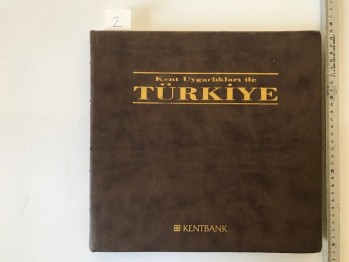 2
Kent Uygarlıkları ile
TÜRKİYE
KENTBANK